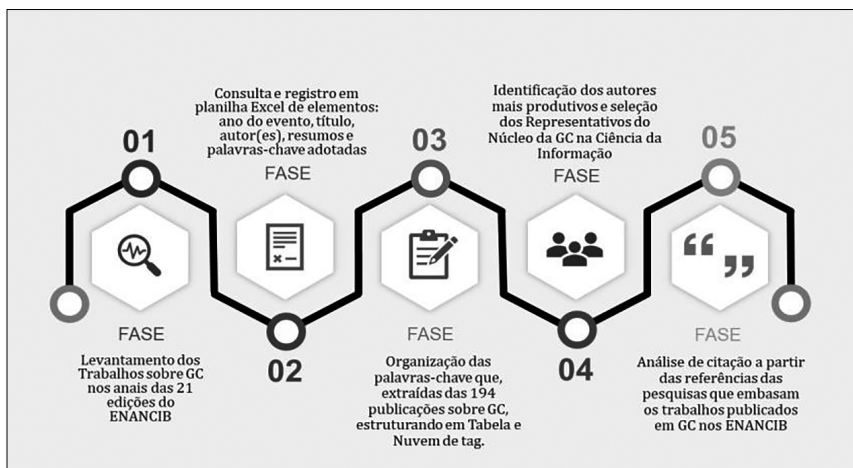 01
FASE
Levantamento dos
Trabalhos sobre GC
nos anais das 21
edições do
ENANCIB
Consulta e registro em
planilha Excel de elementos:
ano do evento, título,
autor(es), resumos e
palavras-chave adotadas
FASE
02
03
FASE
Organização das
palavras-chave que,
extraídas das 194
publicações sobre GC,
estruturando em Tabela e
Nuvem de tag.
Identificação dos autores
mais produtivos e seleção
dos Representativos do
Núcleo da GC na Ciência da
Informação
FASE
04
05
FASE
Análise de citação a partir
das referências das
pesquisas que embasam
os trabalhos publicados
em GC nos ENANCIB